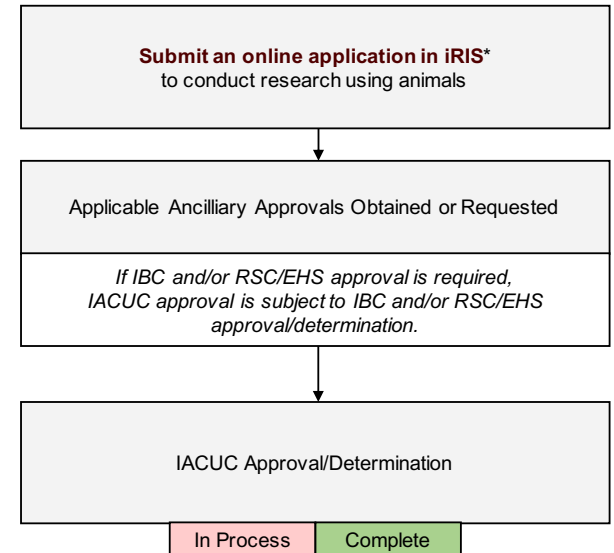 Submit an online application in iRIS*
to conduct research using animals
Applicable Ancilliary Approvals Obtained or Requested
If IBC and/or RSC/EHS approval is required,
IACUC approval is subject to IBC and/or RSC/EHS
approval/determination.
IACUC Approval/Determination
In Process
Complete